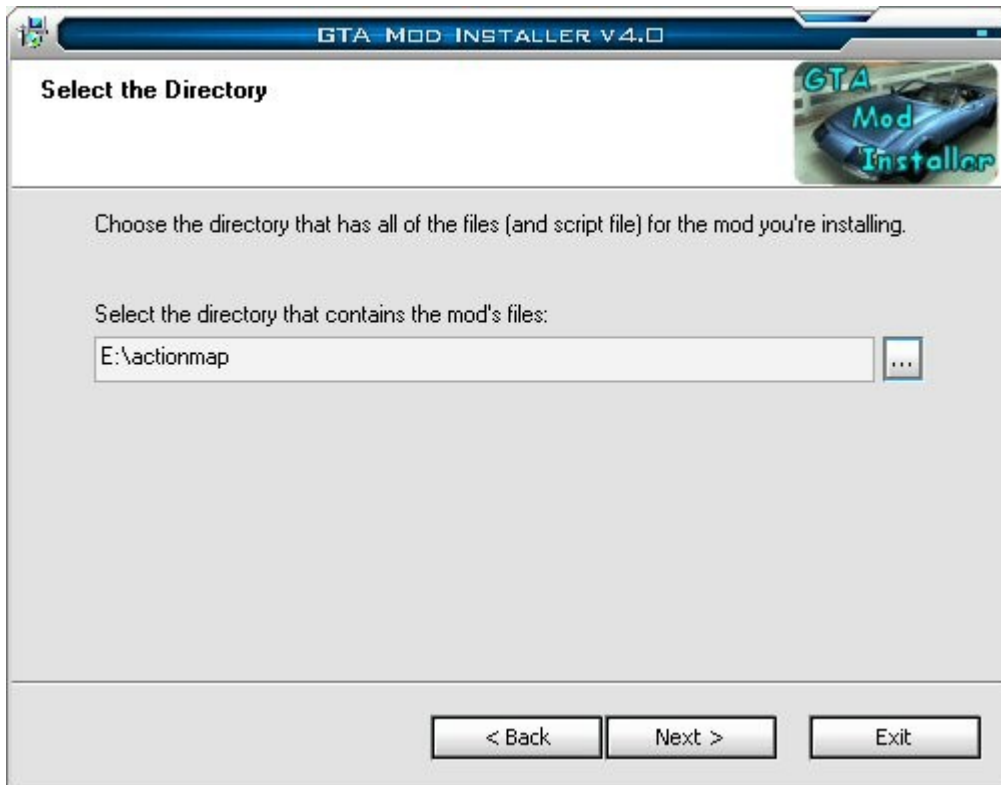 GTA Mod Installer v4.0
Select the Directory
GTA
Mod
Installer
Choose the directory that has all of the files (and script file) for the mod you're installing.
Select the directory that contains the mod's files:
E:\actionmap
...
< Back
Next >
Exit